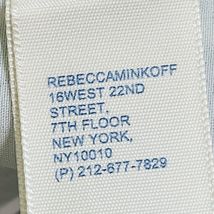 REBECCAMINKOFF
16WEST 22ND
STREET,
7TH FLOOR
NEW YORK,
NY10010
(P) 212-677-7829